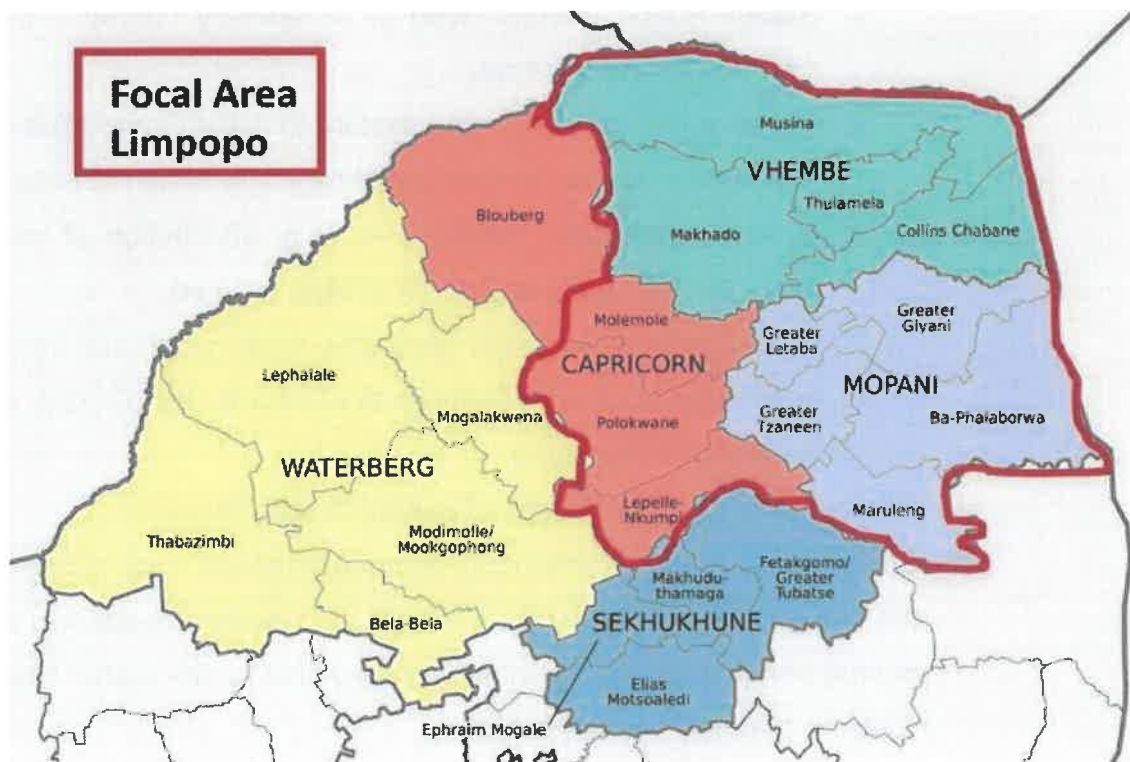 Focal Area
Limpopo
Musina
VHEMBE
Thulamela
Makhado
Collins Chabane
Blouberg
Molemole
CAPRICORN
Polokwane
Lepelle-
Nkumpi
Greater
Letaba
Greater
Giyani
MOPANI
Greater
Tzaneen
Ba-Phalaborwa
Maruleng
Lephalale
Mogalakwena
WATERBERG
Thabazimbi
Modimolle/
Mookgophong
Bela-Bela
Fetakgomo/
Greater
Tubatse
Makhudu-
thamaga
SEKHUKHUNE
Elias
Motsoaledi
Ephraim Mogale